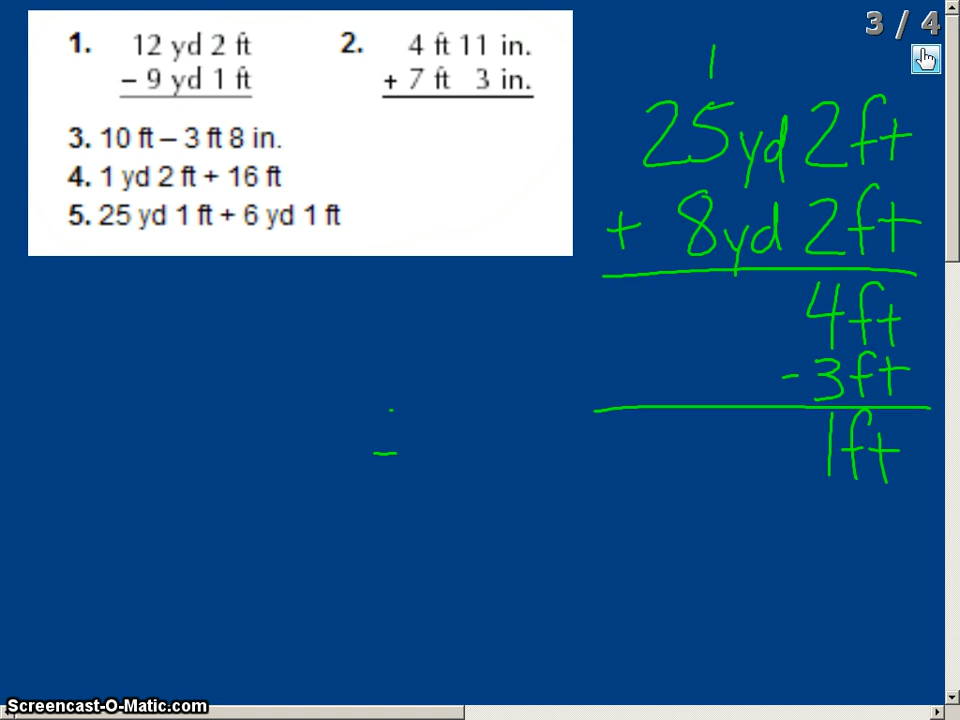 1. 12 yd 2 ft
− 9 yd 1 ft
2. 4 ft 11 in.
+ 7 ft 3 in.
3. 10 ft – 3 ft 8 in.
4. 1 yd 2 ft + 16 ft
5. 25 yd 1 ft + 6 yd 1 ft
3 / 4
1
25yd 2ft
+ 8yd 2ft
4ft
-3ft
1ft
Screencast-O-Matic.com